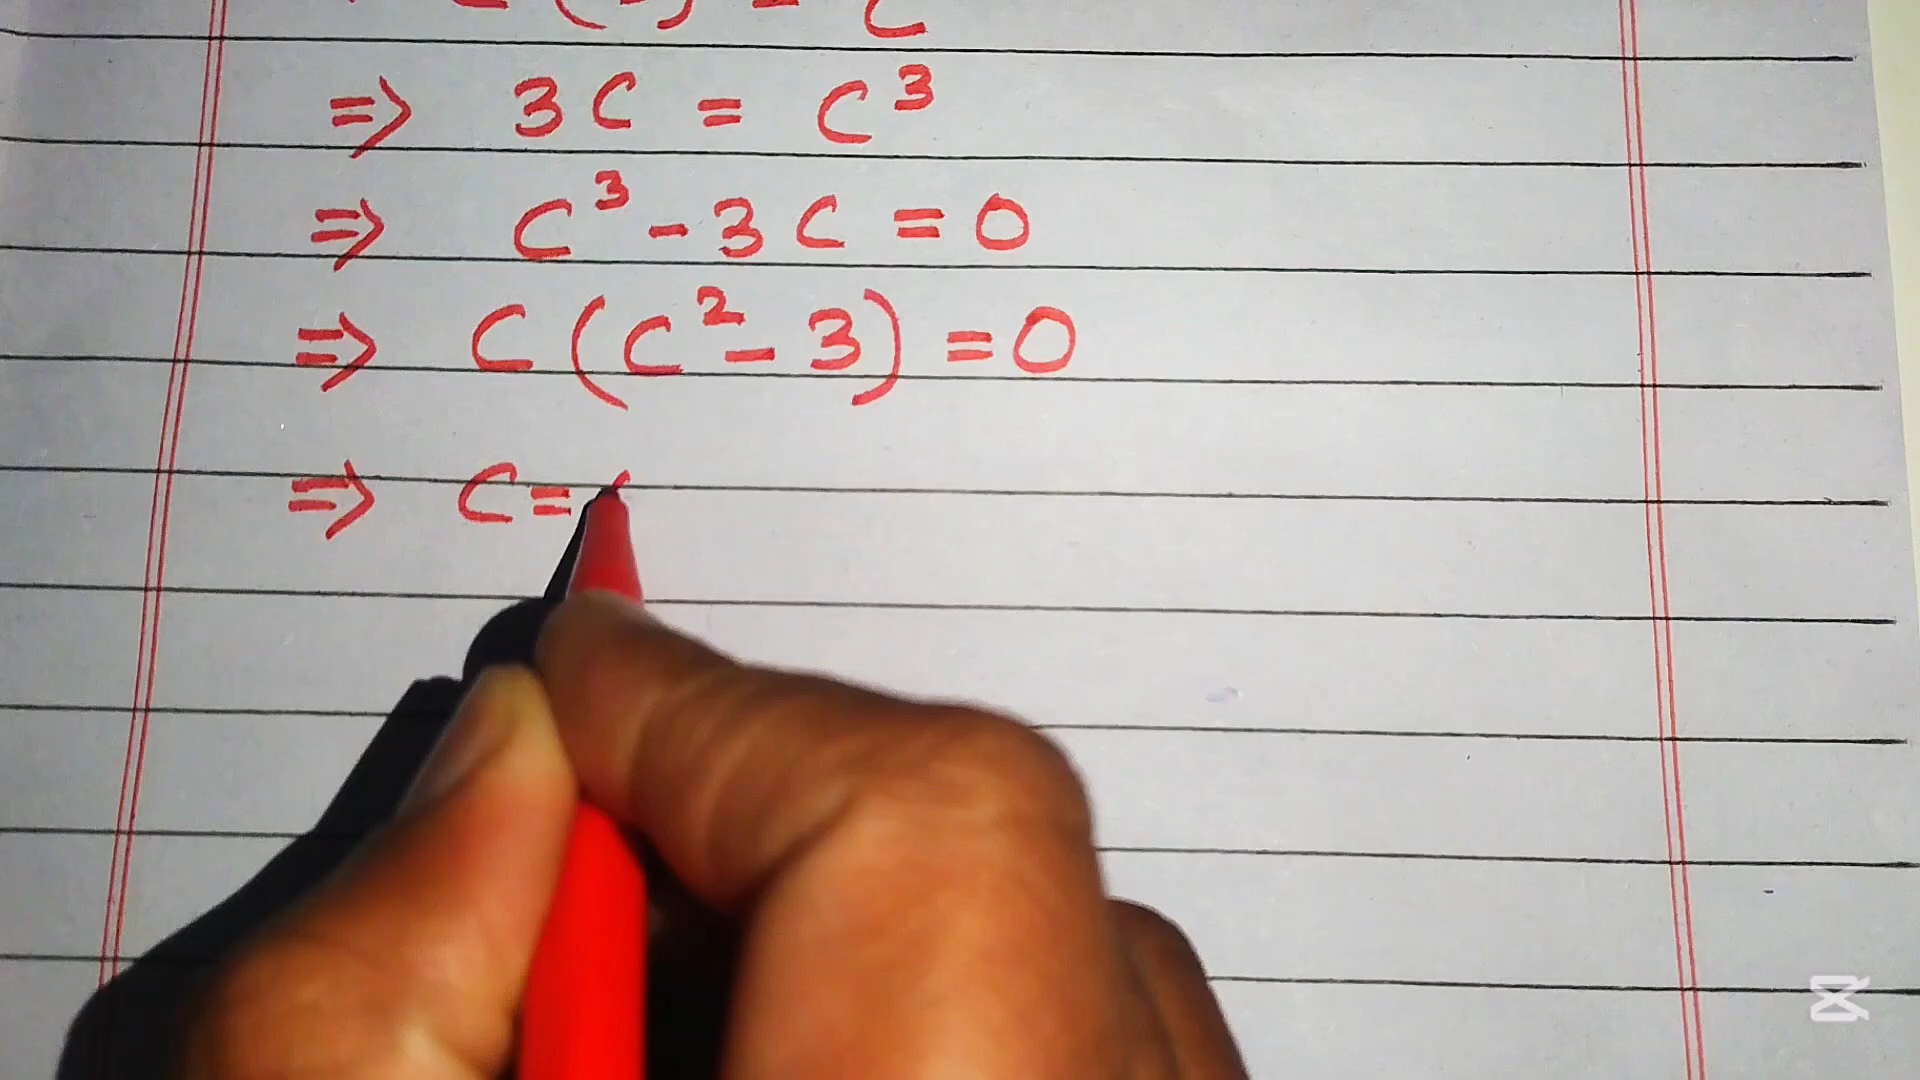 ⇒ 3C = C³
⇒ C³ - 3C = 0
⇒ C(C² - 3) = 0
⇒ C =